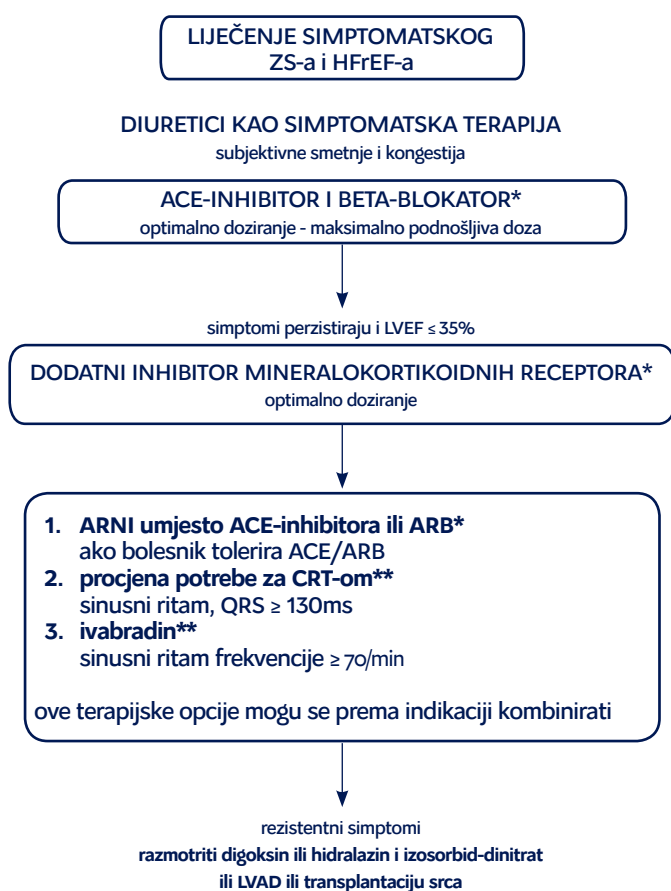 LIJEČENJE SIMPTOMATSKOG
ZS-a i HFrEF-a
DIURETICI KAO SIMPTOMATSKA TERAPIJA
subjektivne smetnje i kongestija
ACE-INHIBITOR I BETA-BLOKATOR*
optimalno doziranje - maksimalno podnošljiva doza
simptomi perzistiraju i LVEF ≤ 35%
DODATNI INHIBITOR MINERALOKORTIKOIDNIH RECEPTORA*
optimalno doziranje
1. ARNI umjesto ACE-inhibitora ili ARB*
ako bolesnik tolerira ACE/ARB
2. procjena potrebe za CRT-om**
sinusni ritam, QRS ≥ 130ms
3. ivabradin**
sinusni ritam frekvencije ≥ 70/min
ove terapijske opcije mogu se prema indikaciji kombinirati
rezistentni simptomi
razmotriti digoksin ili hidralazin i izosorbid-dinitrat
ili LVAD ili transplantaciju srca